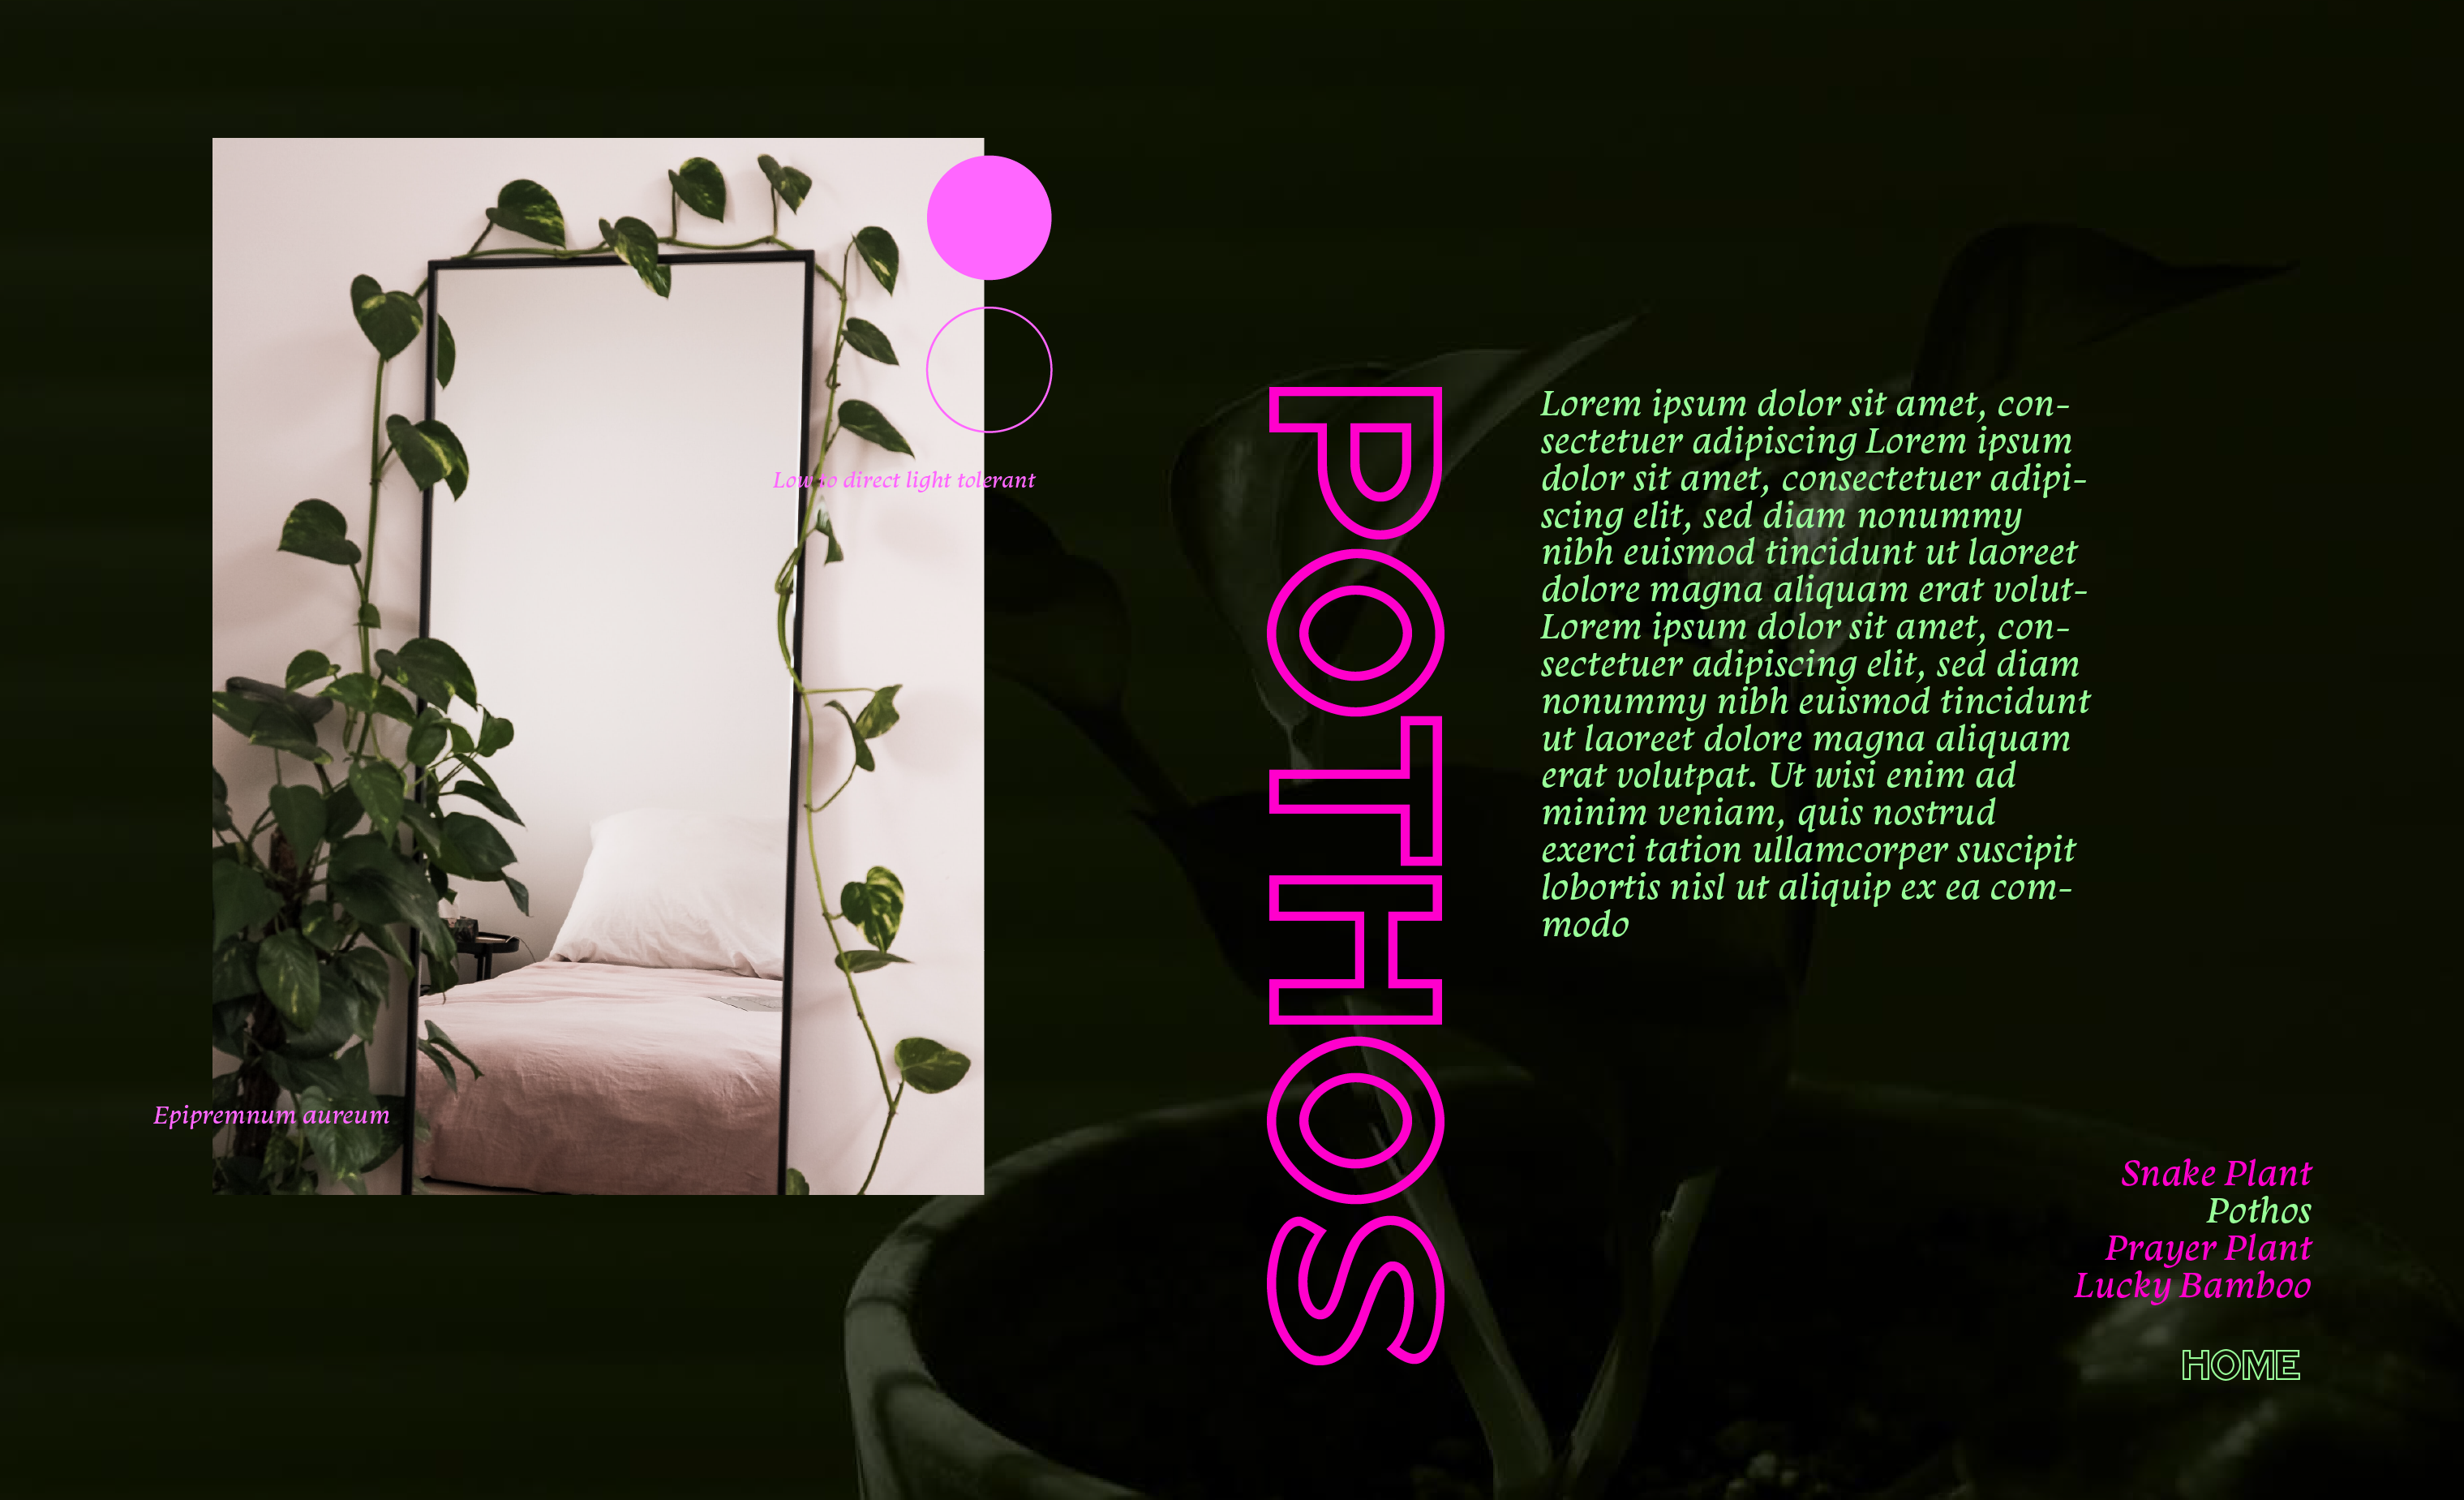 Low so direct light tolerant
Epipremnum aureum
POTHOS
Lorem ipsum dolor sit amet, con-
sectetuer adipiscing Lorem ipsum
dolor sit amet, consectetuer adipi-
scing elit, sed diam nonummy
nibh euismod tincidunt ut laoreet
dolore magna aliquam erat volut-
Lorem ipsum dolor sit amet, con-
sectetuer adipiscing elit, sed diam
nonummy nibh euismod tincidunt
ut laoreet dolore magna aliquam
erat volutpat. Ut wisi enim ad
minim veniam, quis nostrud
exerci tation ullamcorper suscipit
lobortis nisl ut aliquip ex ea com-
modo
Snake Plant
Pothos
Prayer Plant
Lucky Bamboo
HOME